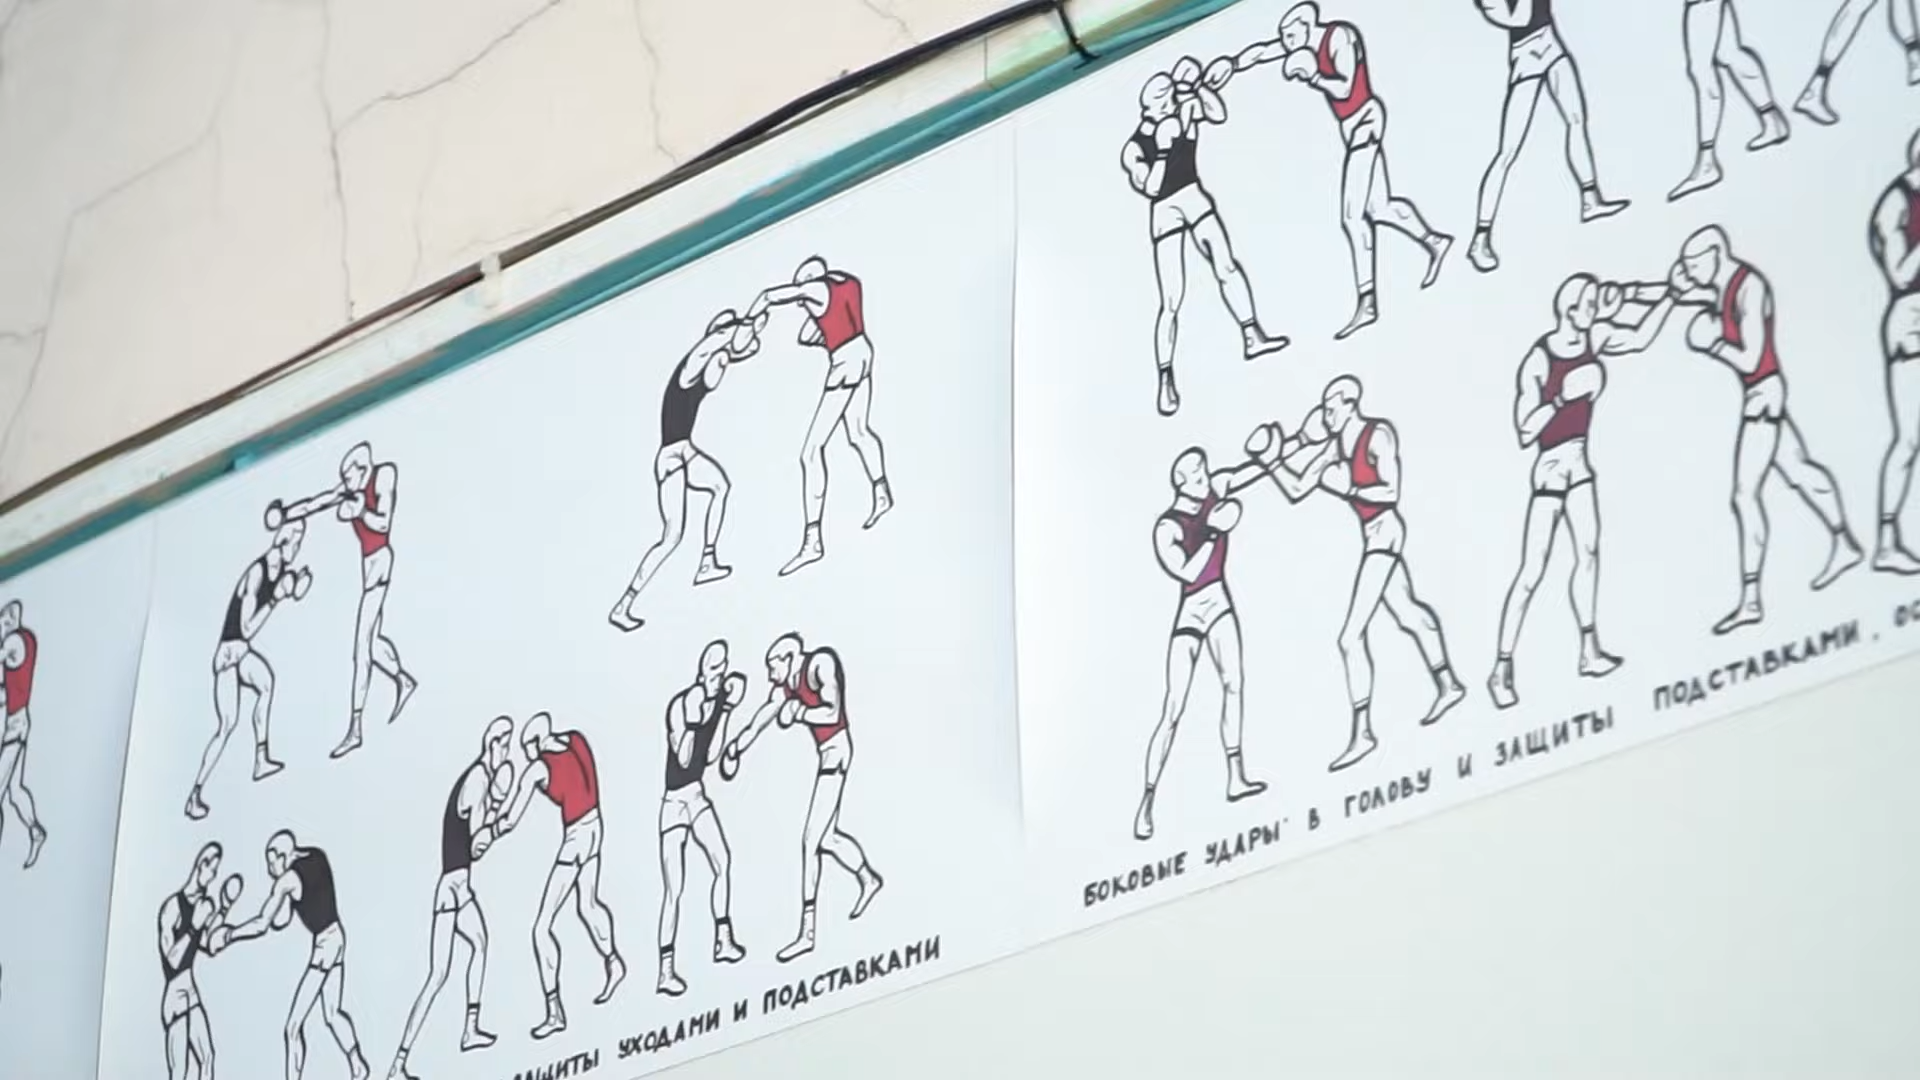 ЗАЩИТЫ УХОДАМИ И ПОДСТАВКАМИ
БОКОВЫЕ УДАРЫ В ГОЛОВУ И ЗАЩИТЫ ПОДСТАВКАМИ.